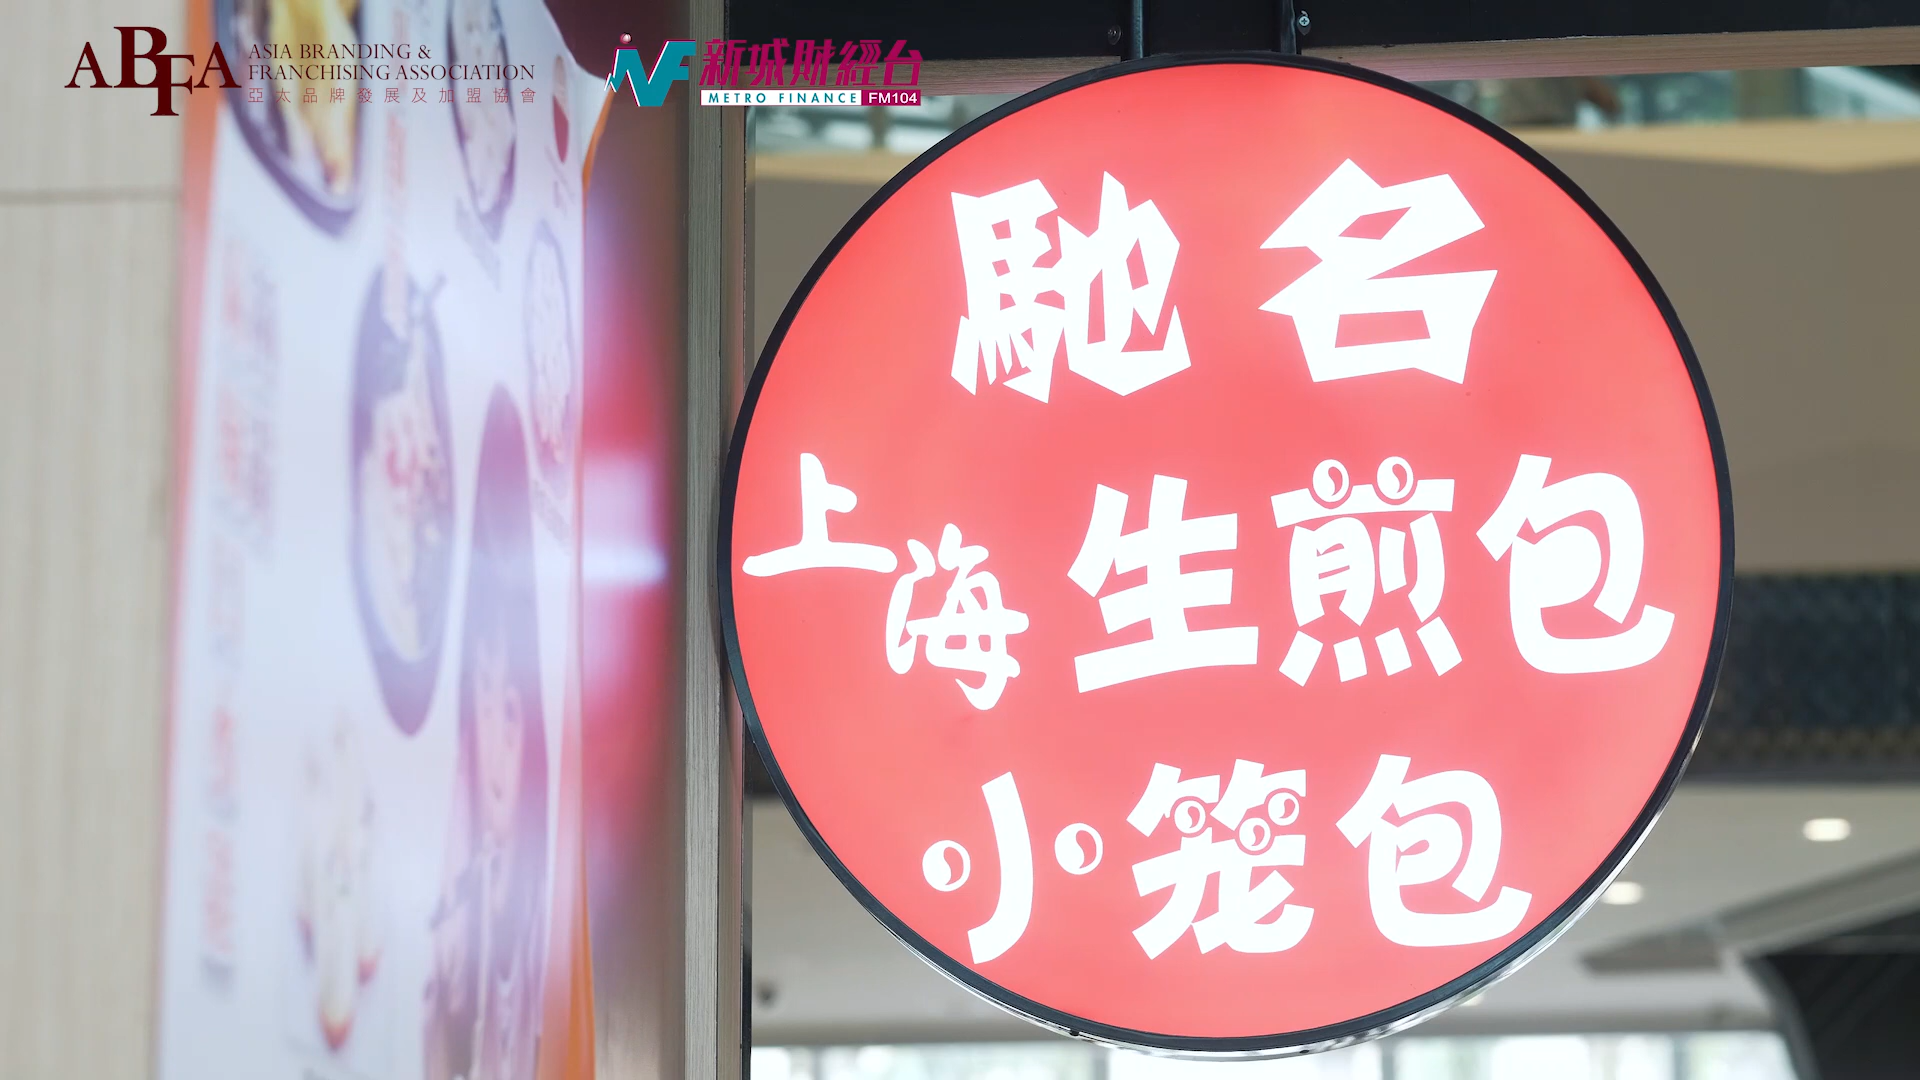 ABFA
ASIA BRANDING &
FRANCHISING ASSOCIATION
亞太品牌發展及加盟協會
新城財經台
METRO FINANCE FM104
馳名
上海生煎包
小笼包